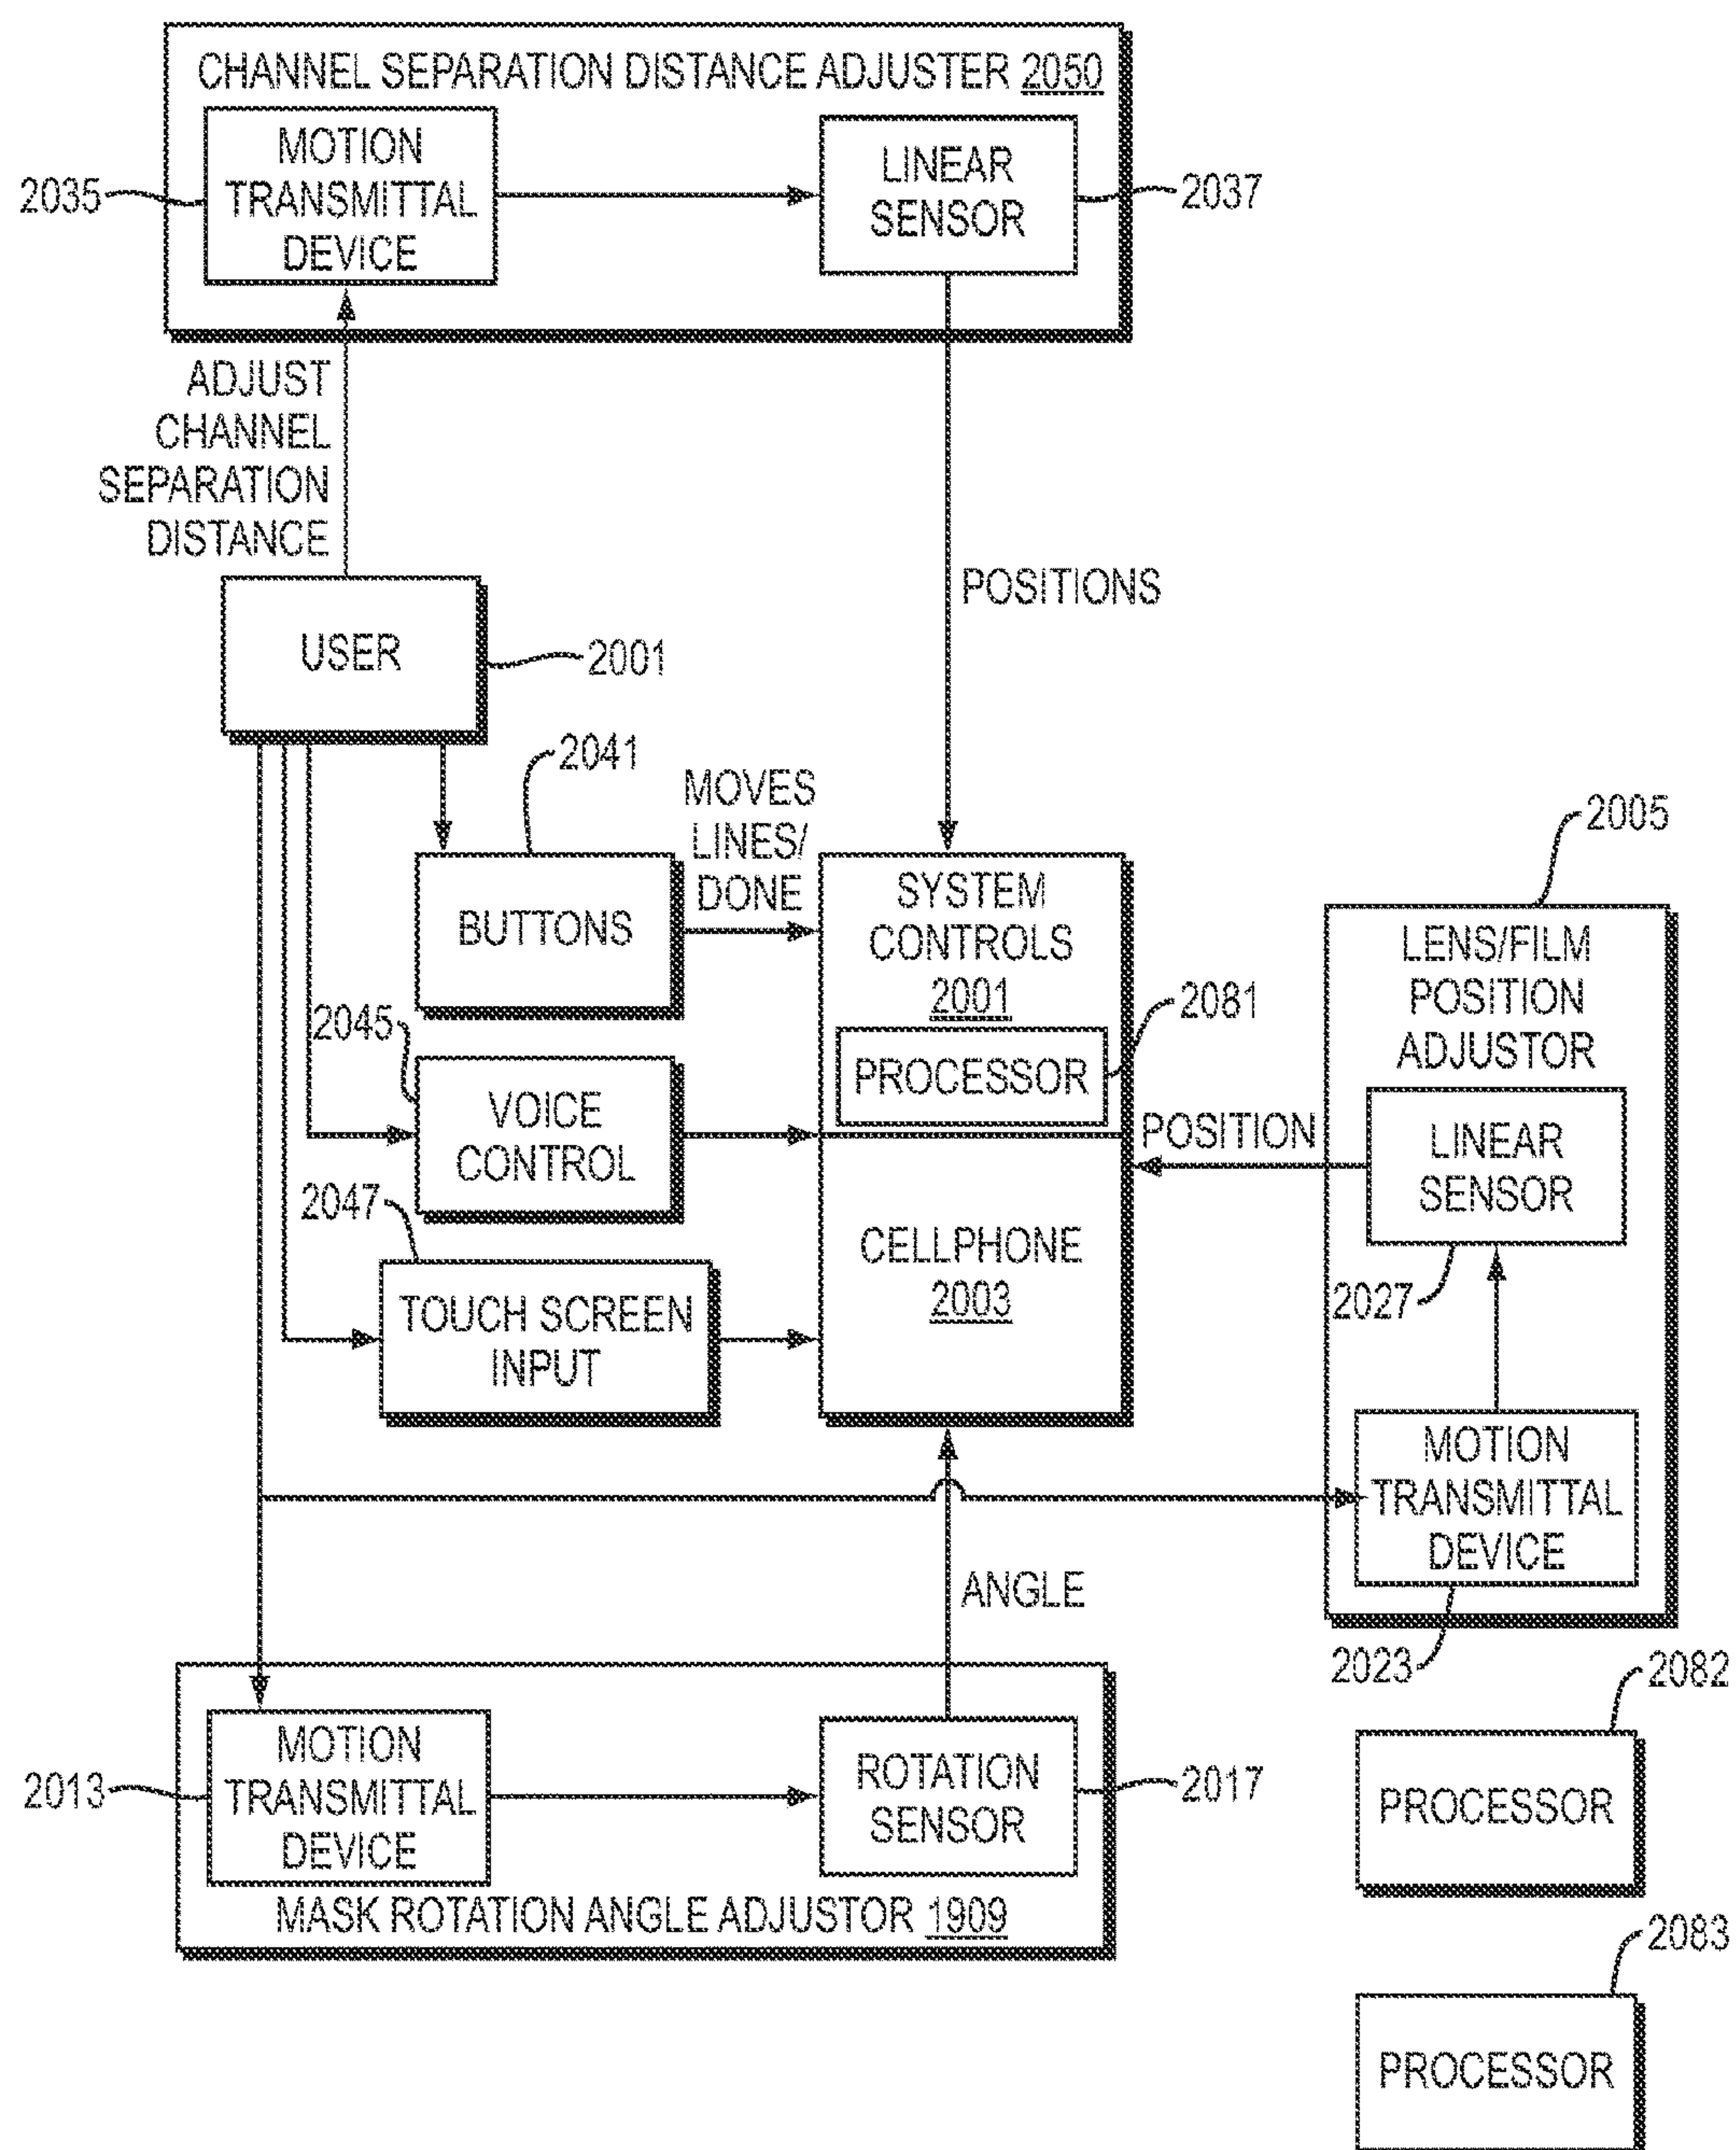 CHANNEL SEPARATION DISTANCE ADJUSTER 2050
MOTION
TRANSMITTAL
DEVICE
LINEAR
SENSOR
2035
2037
ADJUST
CHANNEL
SEPARATION
DISTANCE
POSITIONS
USER
2001
2041
MOVES
LINES/
DONE
BUTTONS
SYSTEM
CONTROLS
2001
PROCESSOR
2081
2005
LENS/FILM
POSITION
ADJUSTOR
2045
VOICE
CONTROL
POSITION
LINEAR
SENSOR
2047
TOUCH SCREEN
INPUT
CELLPHONE
2003
2027
MOTION
TRANSMITTAL
DEVICE
2023
ANGLE
MOTION
TRANSMITTAL
DEVICE
2013
ROTATION
SENSOR
2017
MASK ROTATION ANGLE ADJUSTOR 1909
2082
PROCESSOR
2083
PROCESSOR